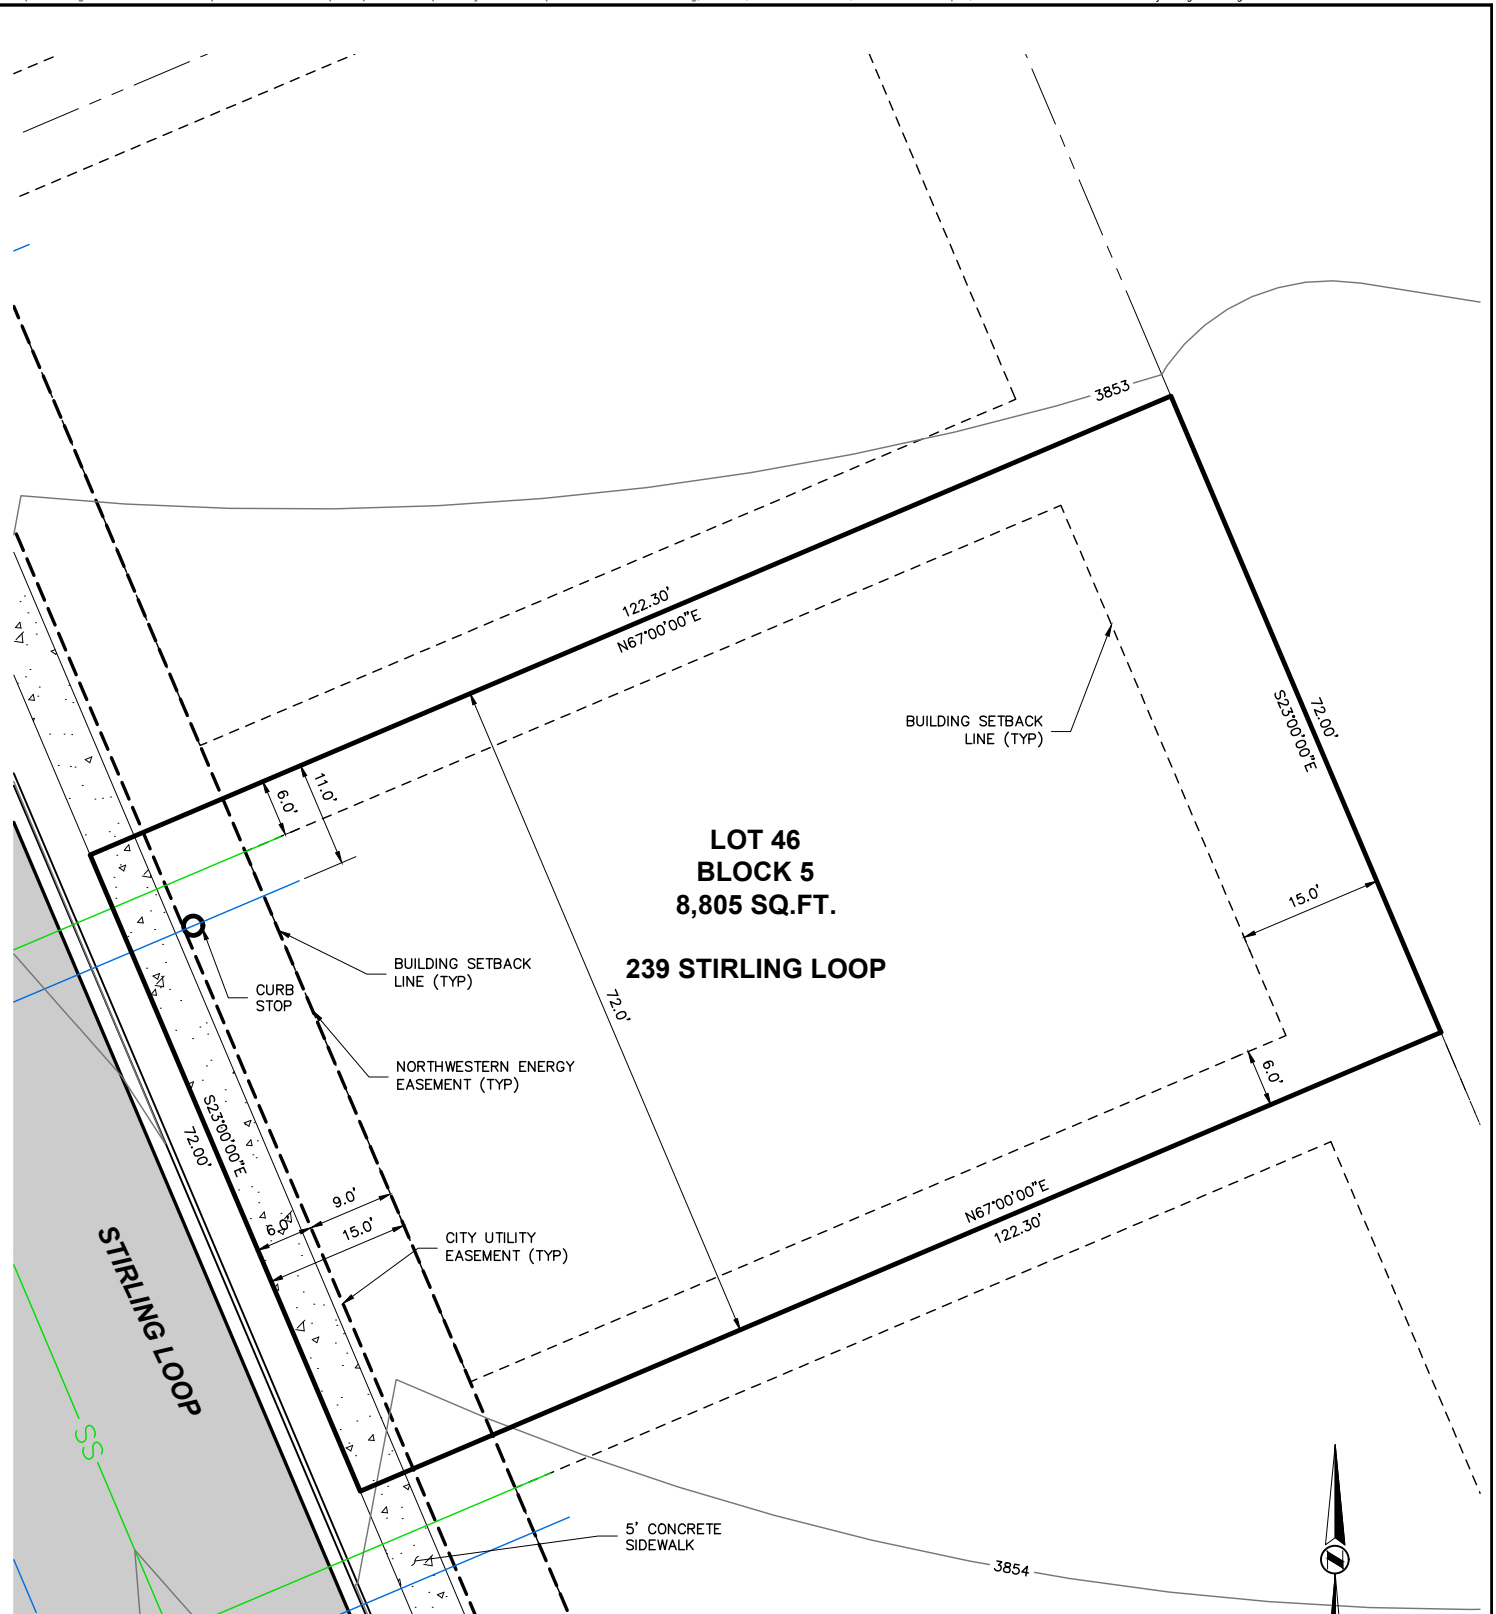 3853
122.30'
N67°00'00"E
BUILDING SETBACK
LINE (TYP)
S23°00'00"E
72.00'
11.0'
6.0'
LOT 46
BLOCK 5
8,805 SQ.FT.
239 STIRLING LOOP
15.0'
BUILDING SETBACK
LINE (TYP)
CURB
STOP
72.0'
NORTHWESTERN ENERGY
EASEMENT (TYP)
6.0'
S23°00'00"E
72.00'
9.0'
6.0'
15.0'
N67°00'00"E
122.30'
CITY UTILITY
EASEMENT (TYP)
STIRLING LOOP
SS
5' CONCRETE
SIDEWALK
3854